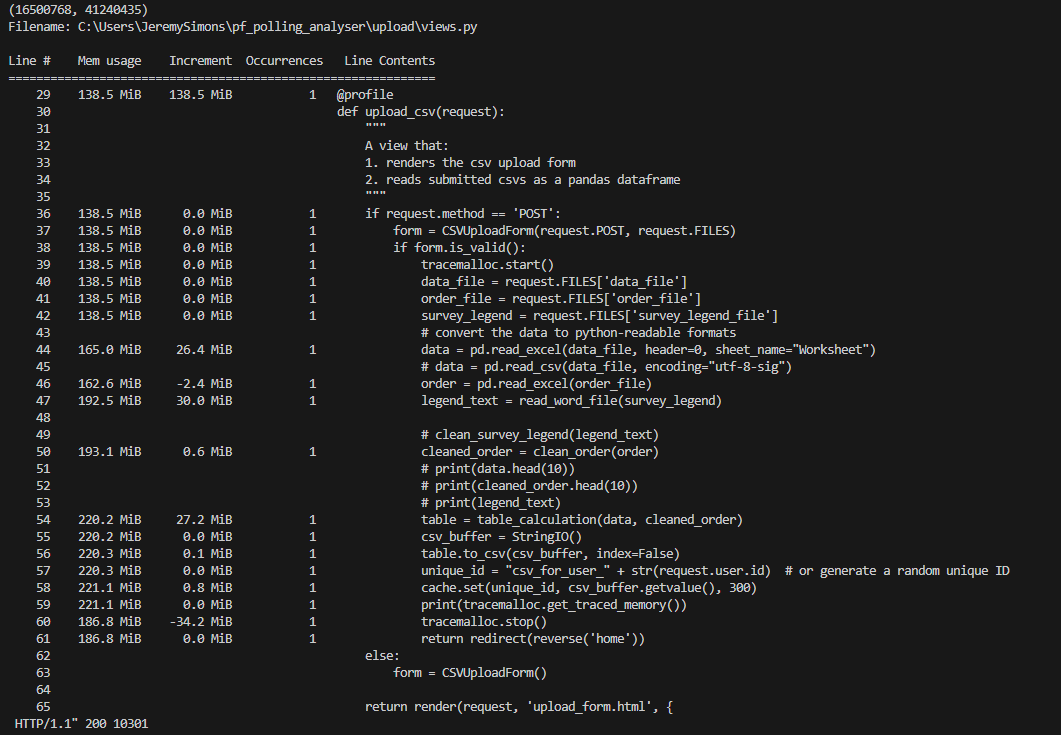 (16500768, 41240435)
Filename: C:\Users\JeremySimons\pf_polling_analyser\upload\views.py

Line #    Mem usage    Increment  Occurrences   Line Contents
=============================================================
    29    138.5 MiB    138.5 MiB           1   @profile
    30                                         def upload_csv(request):
    31                                             """
    32                                             A view that:
    33                                             1. renders the csv upload form
    34                                             2. reads submitted csvs as a pandas dataframe
    35                                             """
    36    138.5 MiB      0.0 MiB           1       if request.method == 'POST':
    37    138.5 MiB      0.0 MiB           1           form = CSVUploadForm(request.POST, request.FILES)
    38    138.5 MiB      0.0 MiB           1           if form.is_valid():
    39    138.5 MiB      0.0 MiB           1               tracemalloc.start()
    40    138.5 MiB      0.0 MiB           1               data_file = request.FILES['data_file']
    41    138.5 MiB      0.0 MiB           1               order_file = request.FILES['order_file']
    42    138.5 MiB      0.0 MiB           1               survey_legend = request.FILES['survey_legend_file']
    43                                                     # convert the data to python-readable formats
    44    165.0 MiB     26.4 MiB           1               data = pd.read_excel(data_file, header=0, sheet_name="Worksheet")
    45                                                     # data = pd.read_csv(data_file, encoding="utf-8-sig")
    46    162.6 MiB     -2.4 MiB           1               order = pd.read_excel(order_file)
    47    192.5 MiB     30.0 MiB           1               legend_text = read_word_file(survey_legend)
    48
    49                                                     # clean_survey_legend(legend_text)
    50    193.1 MiB      0.6 MiB           1               cleaned_order = clean_order(order)
    51                                                     # print(data.head(10))
    52                                                     # print(cleaned_order.head(10))
    53                                                     # print(legend_text)
    54    220.2 MiB     27.2 MiB           1               table = table_calculation(data, cleaned_order)
    55    220.2 MiB      0.0 MiB           1               csv_buffer = StringIO()
    56    220.3 MiB      0.1 MiB           1               table.to_csv(csv_buffer, index=False)
    57    220.3 MiB      0.0 MiB           1               unique_id = "csv_for_user_" + str(request.user.id)  # or generate a random unique ID
    58    221.1 MiB      0.8 MiB           1               cache.set(unique_id, csv_buffer.getvalue(), 300)
    59    221.1 MiB      0.0 MiB           1               print(tracemalloc.get_traced_memory())
    60    186.8 MiB    -34.2 MiB           1               tracemalloc.stop()
    61    186.8 MiB      0.0 MiB           1               return redirect(reverse('home'))
    62                                             else:
    63                                                 form = CSVUploadForm()
    64
    65                                             return render(request, 'upload_form.html', {
 HTTP/1.1" 200 10301